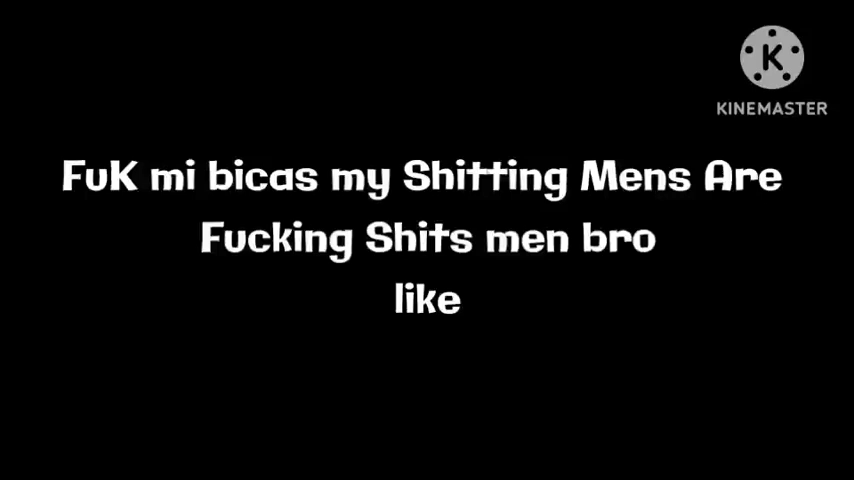 KINEMASTER
FuK mi bicas my Shitting Mens Are
Fucking Shits men bro
like